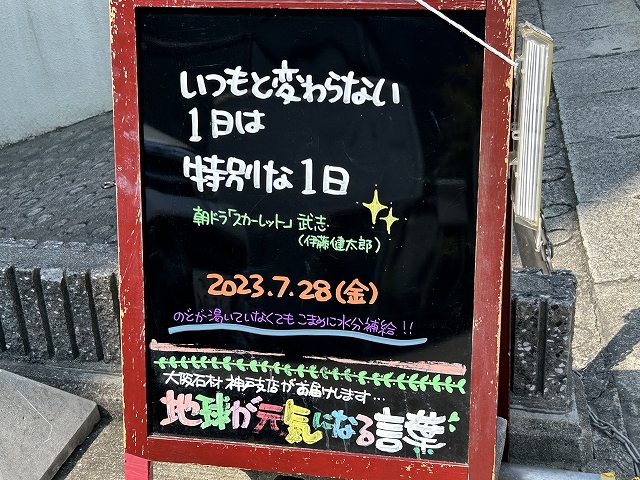 いつもと変わらない
1日は
特別な1日
朝ドラ「スカーレット」 武志
(伊藤健太郎)
2023.7.28(金)
のどが渇いていなくても こまめに水分補給!!
大阪石材 神戸支店がお届けします...
地球が元気になる言葉